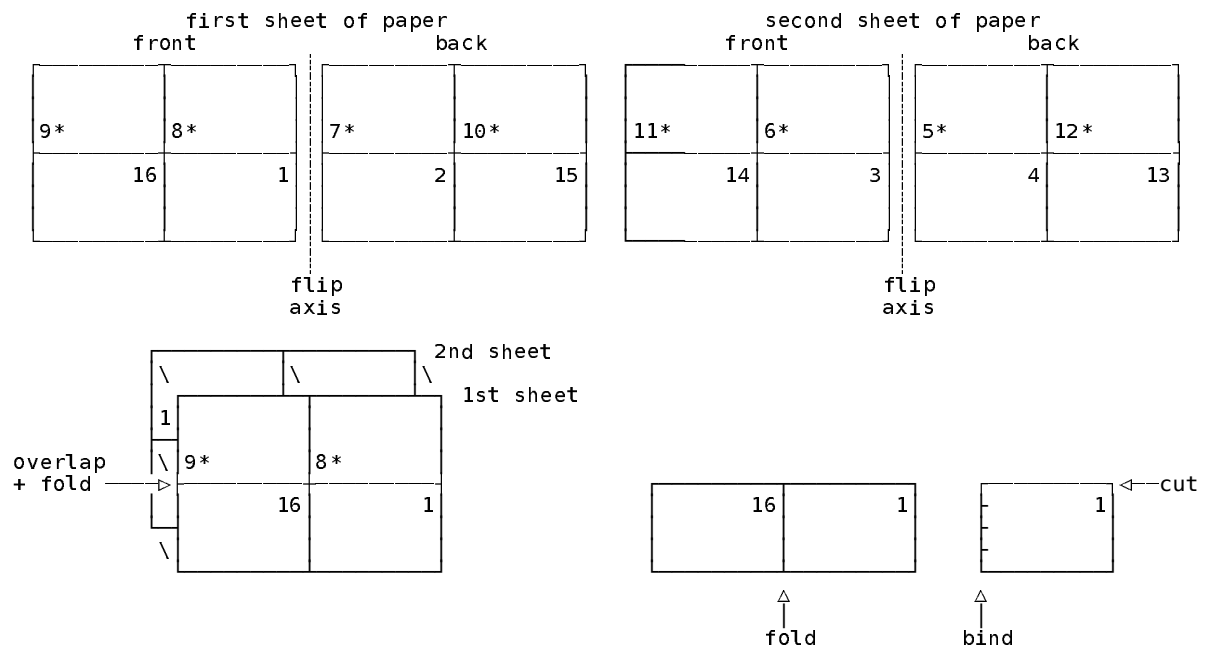 first sheet of paper
second sheet of paper
front
back
front
back
9*
8*
7*
10*
11*
6*
5*
12*
16
1
2
15
14
3
4
13
flip
axis
flip
axis
2nd sheet
\ \ \
1st sheet
1
overlap
\ 9*
8*
+ fold
16
1
16
1
1
cut
\
fold
bind